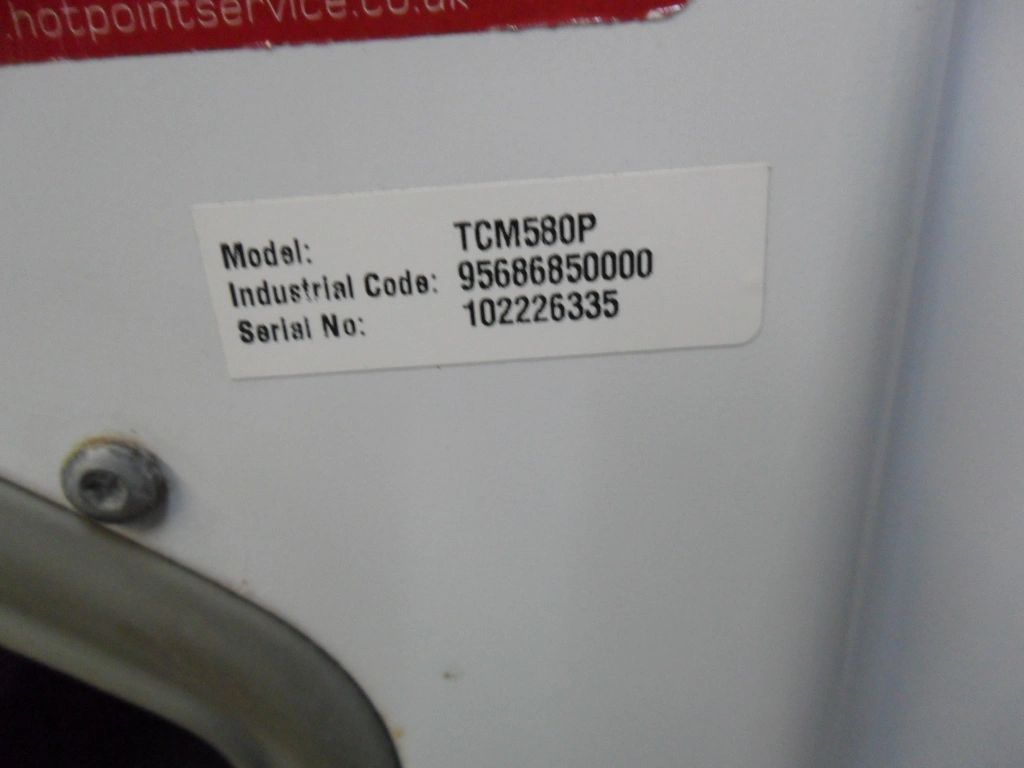 .hotpointservice.co.uk
Model: TCM580P
Industrial Code: 95686850000
Serial No: 102226335